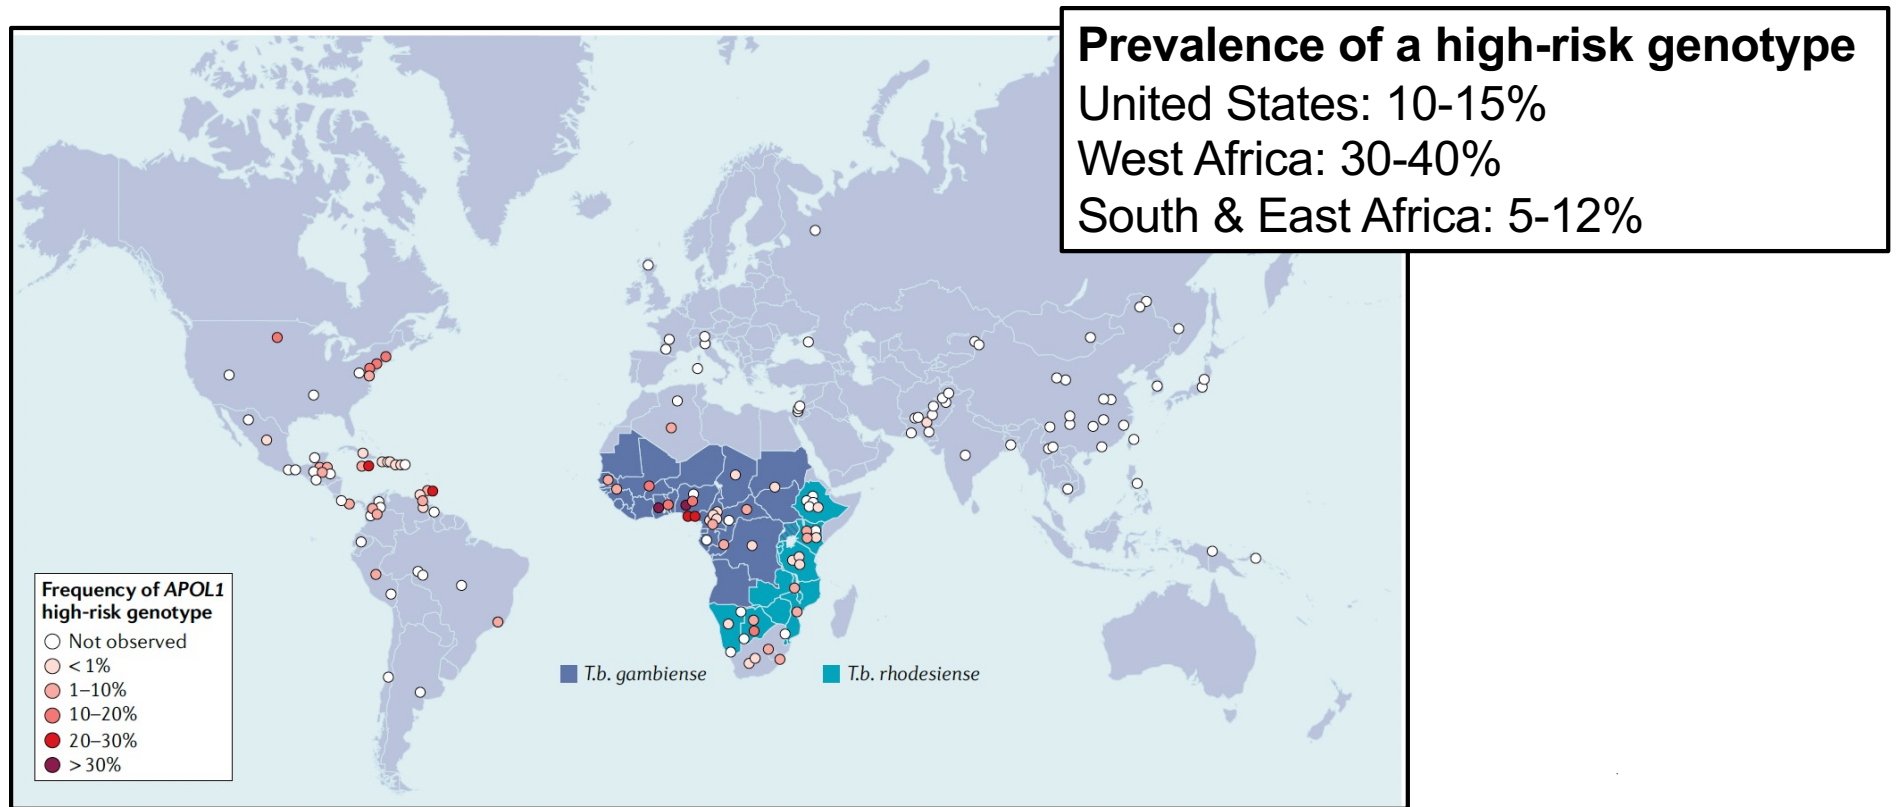 Prevalence of a high-risk genotype
United States: 10-15%
West Africa: 30-40%
South & East Africa: 5-12%
Frequency of APOL1
high-risk genotype
Not observed
< 1%
1–10%
10–20%
20–30%
> 30%
T.b. gambiense
T.b. rhodesiense